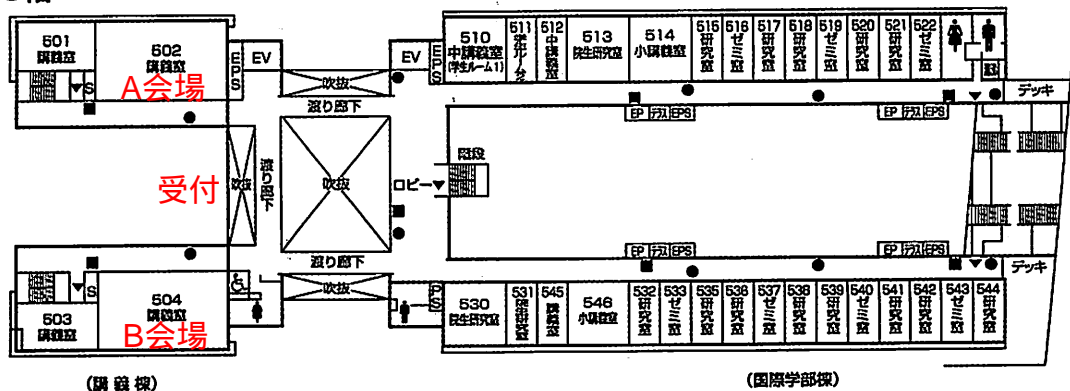 501
講義室
502
講義室
A会場
S
EPS
EV
吹抜
渡り廊下
EV
EPS
510
中講義室
(学生ルーム1)
511
512
中講義室
513
院生研究室
514
小講義室
515
研究室
516
ゼミ室
517
研究室
518
研究室
519
ゼミ室
520
研究室
521
研究室
522
ゼミ室
デッキ
EP
テラス
EPS
EP
テラス
EPS
受付
吹抜
渡り廊下
吹抜
ロビー
階段
EP
テラス
EPS
EP
テラス
EPS
デッキ
渡り廊下
吹抜
S
503
講義室
504
講義室
B会場
PS
530
院生研究室
531
院生研究室
545
講義室
546
小講義室
532
研究室
533
ゼミ室
535
研究室
536
研究室
537
ゼミ室
538
研究室
539
研究室
540
ゼミ室
541
研究室
542
研究室
543
ゼミ室
544
研究室
(講義棟)
(国際学部棟)